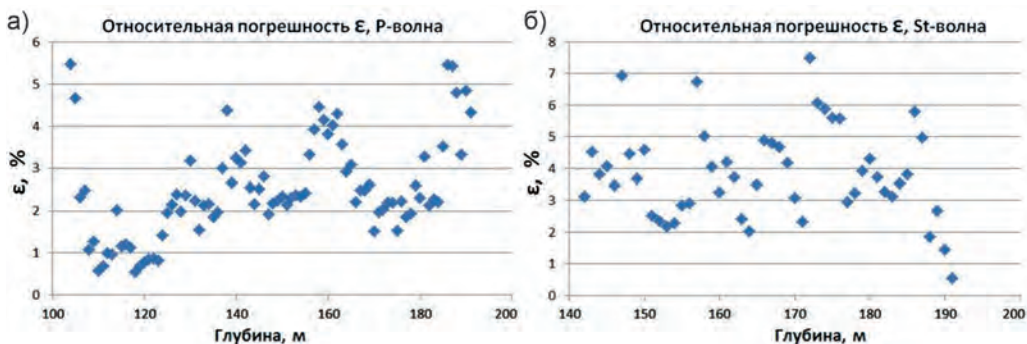 а)
Относительная погрешность ε, P-волна
ε, %
6
5
4
3
2
1
0
100 120 140 160 180 200
Глубина, м
б)
Относительная погрешность ε, St-волна
ε, %
8
7
6
5
4
3
2
1
0
140 150 160 170 180 190 200
Глубина, м